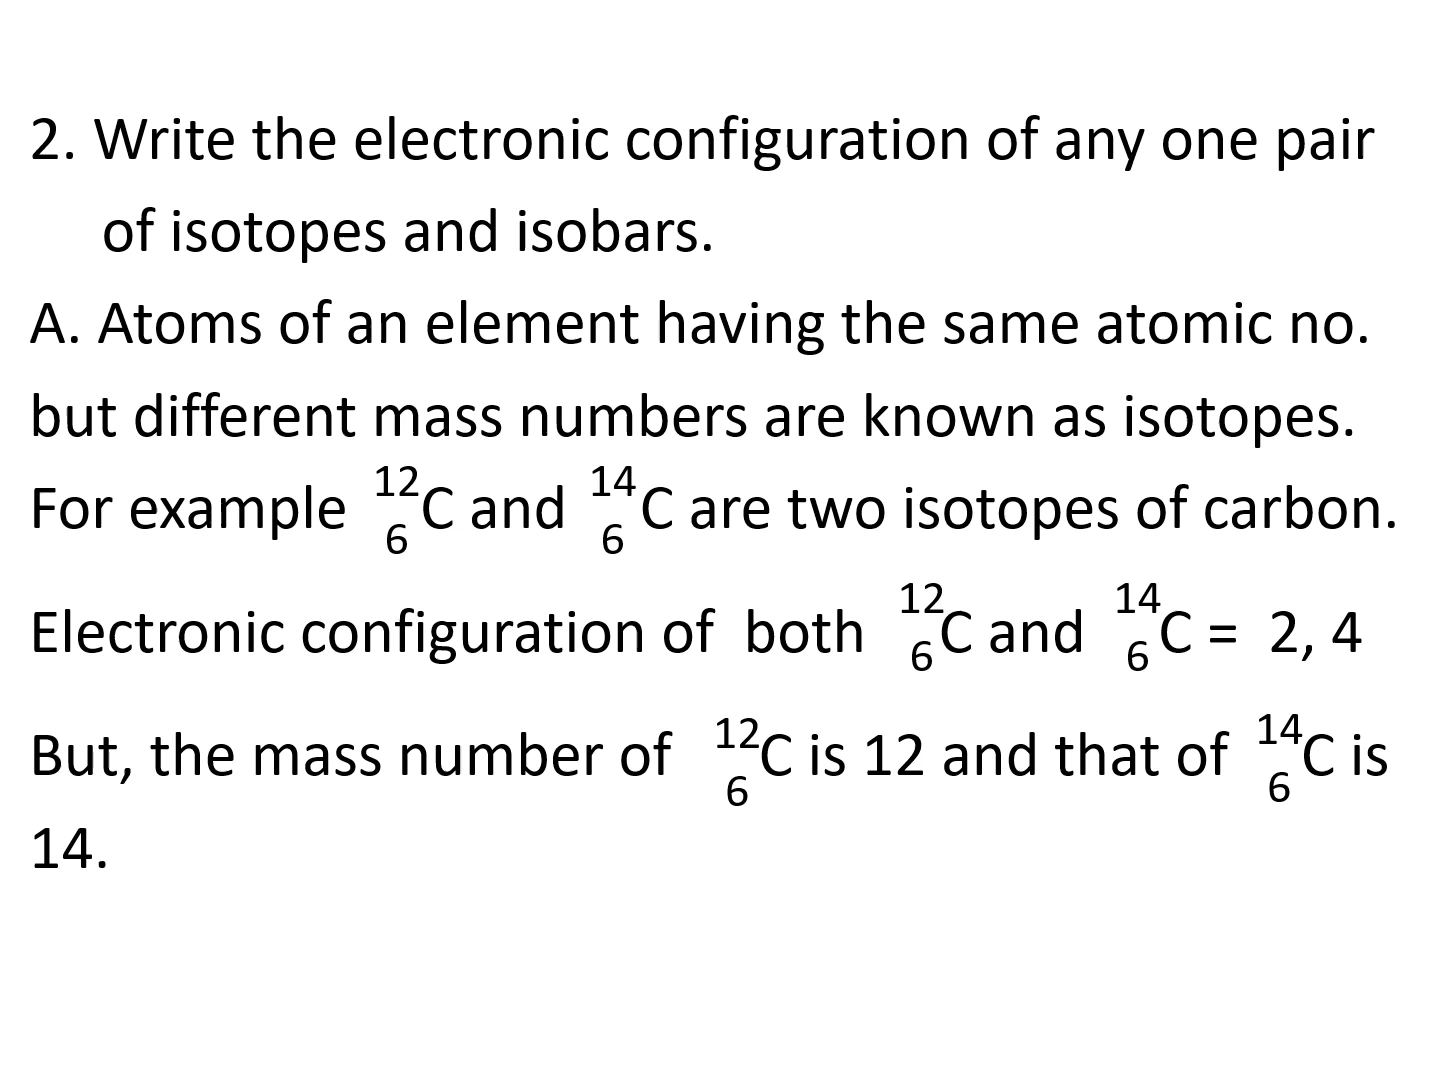 2. Write the electronic configuration of any one pair
of isotopes and isobars.
A. Atoms of an element having the same atomic no.
but different mass numbers are known as isotopes.
For example ¹²₆C and ¹⁴₆C are two isotopes of carbon.
Electronic configuration of both ¹²₆C and ¹⁴₆C = 2, 4
But, the mass number of ¹²₆C is 12 and that of ¹⁴₆C is
14.